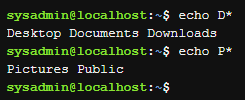 sysadmin@localhost:~$ echo D*
Desktop Documents Downloads
sysadmin@localhost:~$ echo P*
Pictures Public
sysadmin@localhost:~$